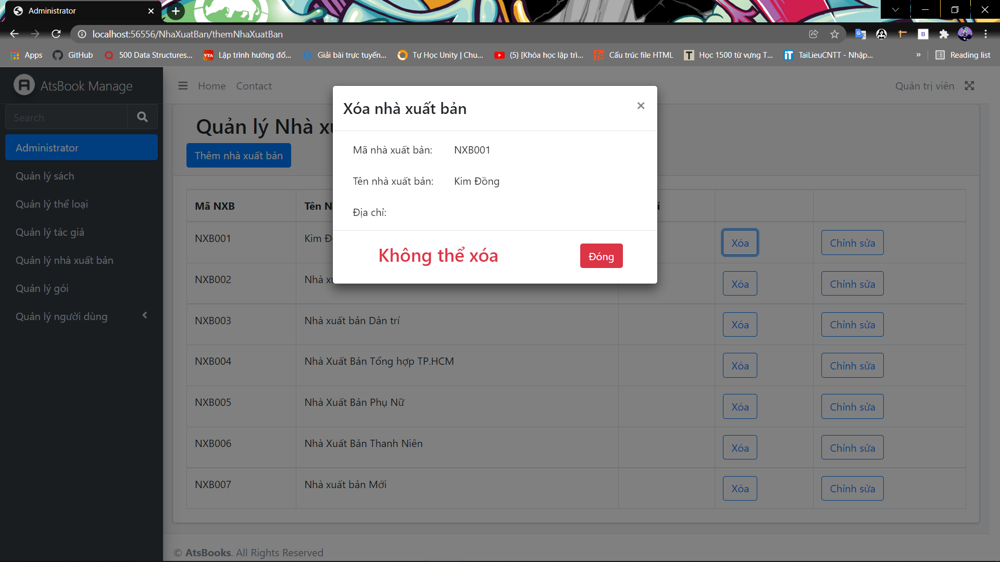 Administrator
localhost:56556/NhaXuatBan/themNhaXuatBan
Apps
GitHub
500 Data Structures...
Lập trình hướng đố...
Giải bài trực tuyến...
Tự Học Unity | Chu...
(5) [Khóa học lập trì...
Cấu trúc file HTML
Học 1500 từ vựng T...
TaiLieuCNTT - Nhập...
»
Reading list
AtsBook Manage
Home
Contact
Quản trị viên
Search
Administrator
Quản lý sách
Quản lý thể loại
Quản lý tác giả
Quản lý nhà xuất bản
Quản lý gói
Quản lý người dùng
Quản lý Nhà xu
Thêm nhà xuất bản
Xóa nhà xuất bản
×
Mã nhà xuất bản: NXB001
Tên nhà xuất bản: Kim Đồng
Địa chỉ:
Không thể xóa
Đóng
Mã NXB Tên N
NXB001 Kim Đ Xóa Chỉnh sửa
NXB002 Nhà xu Xóa Chỉnh sửa
NXB003 Nhà xuất bản Dân trí Xóa Chỉnh sửa
NXB004 Nhà Xuất Bản Tổng hợp TP.HCM Xóa Chỉnh sửa
NXB005 Nhà Xuất Bản Phụ Nữ Xóa Chỉnh sửa
NXB006 Nhà Xuất Bản Thanh Niên Xóa Chỉnh sửa
NXB007 Nhà xuất bản Mới Xóa Chỉnh sửa
© AtsBooks. All Rights Reserved